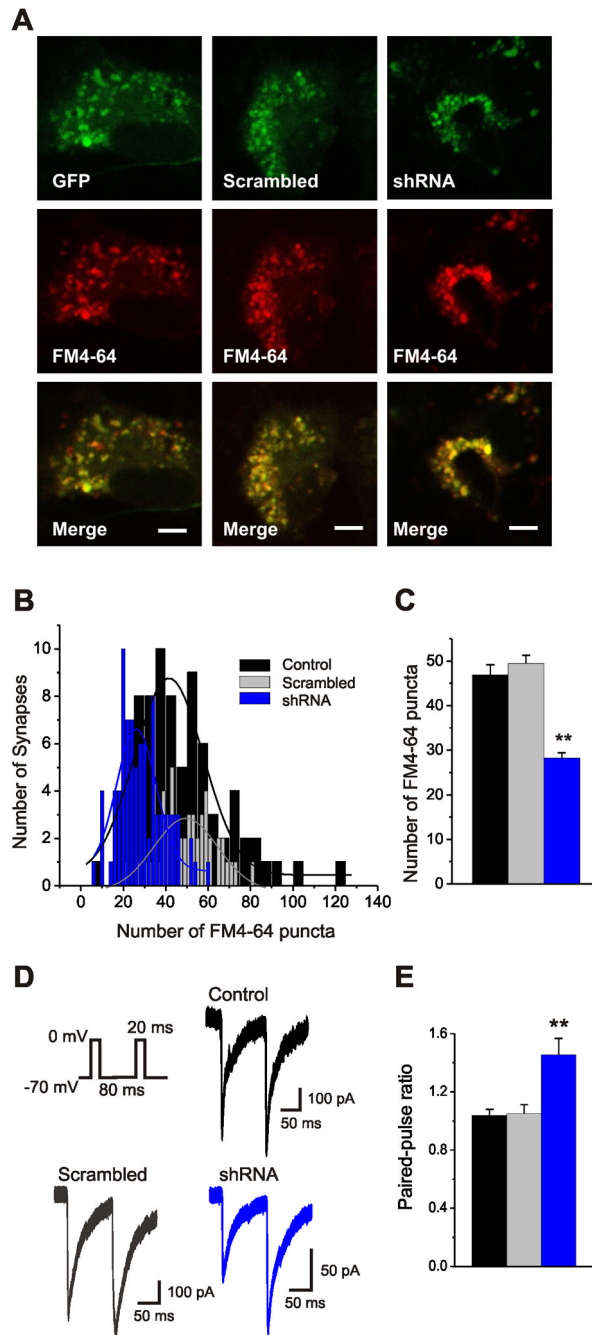 A
GFP
Scrambled
shRNA
FM4-64
FM4-64
FM4-64
Merge
Merge
Merge
B
Number of Synapses
10
8
6
4
2
0
0
20
40
60
80
100
120
140
Number of FM4-64 puncta
Control
Scrambled
shRNA
C
Number of FM4-64 puncta
50
40
30
20
10
0
**
D
0 mV
20 ms
-70 mV
80 ms
Control
100 pA
50 ms
Scrambled
100 pA
50 ms
shRNA
50 pA
50 ms
E
Paired-pulse ratio
1.6
1.2
0.8
0.4
0.0
**